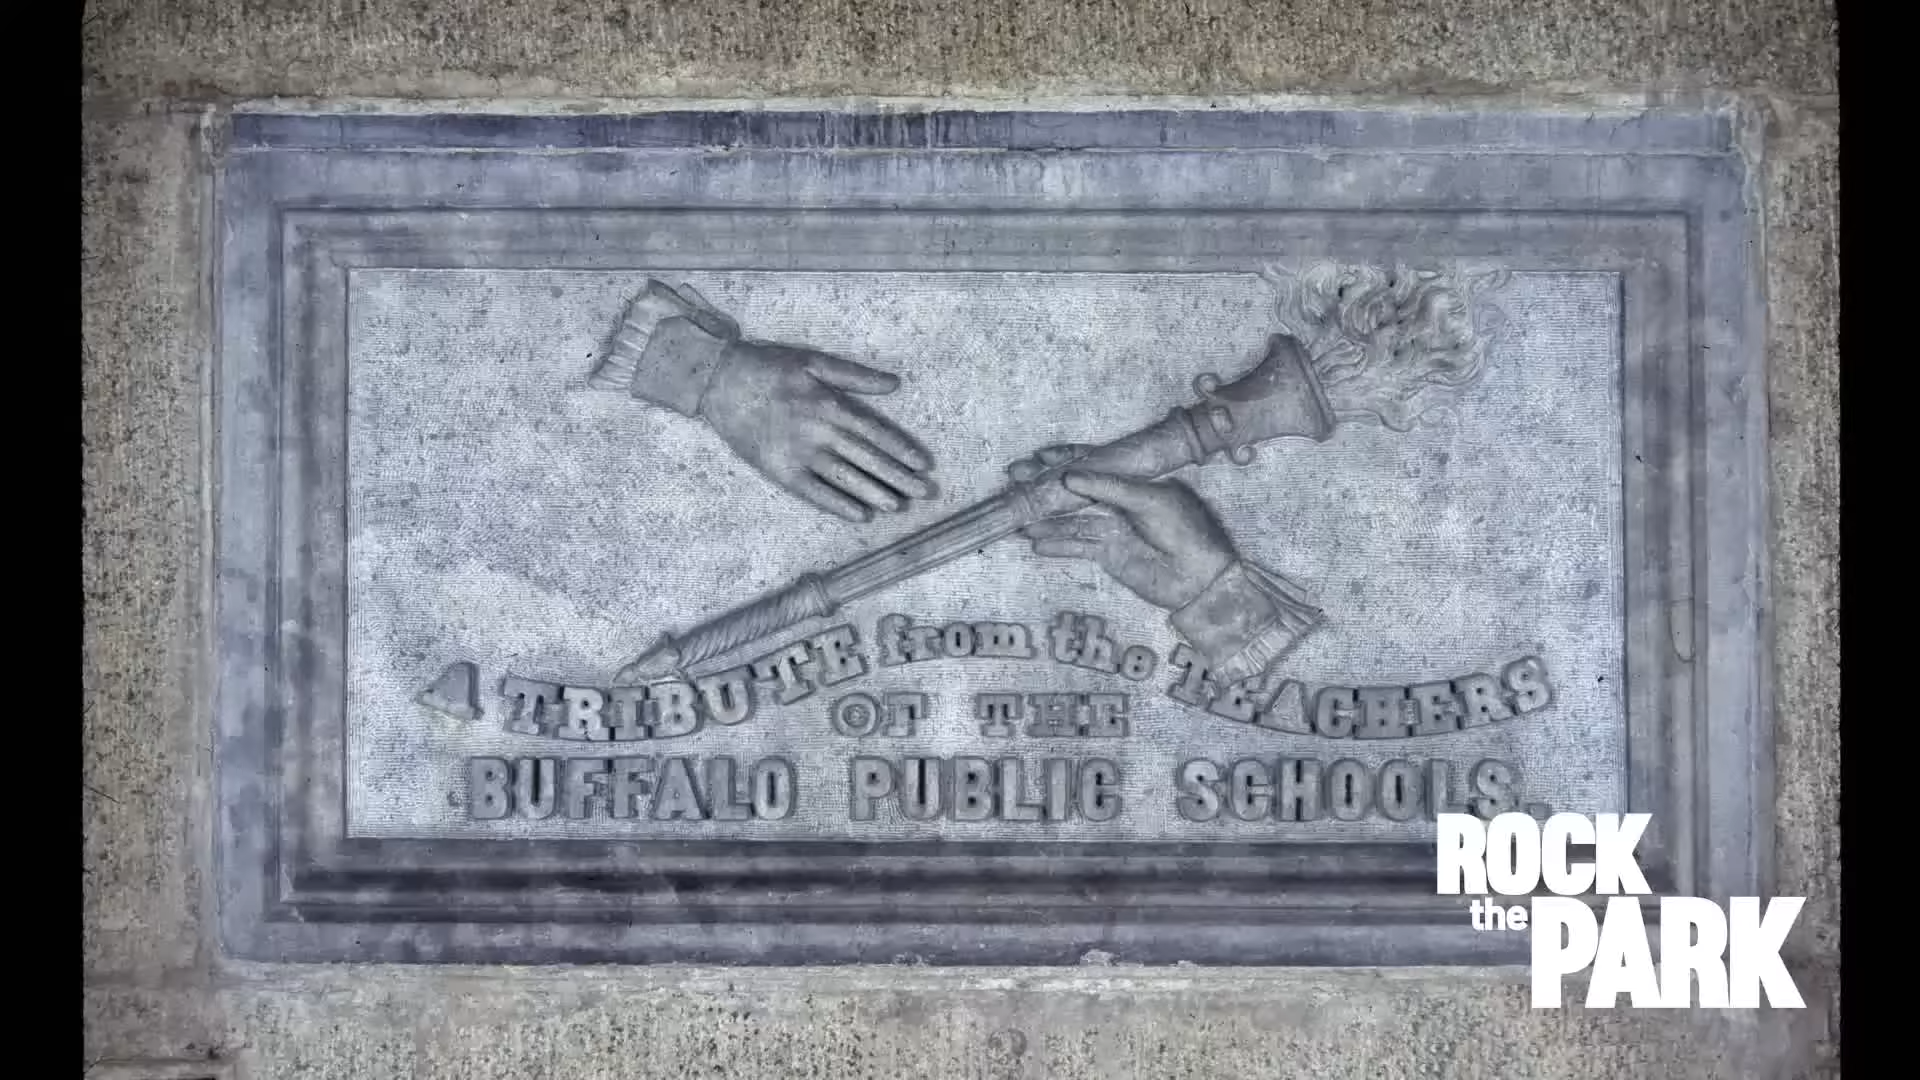 A TRIBUTE from the TEACHERS
OF THE
BUFFALO PUBLIC SCHOOLS.
ROCK
the PARK